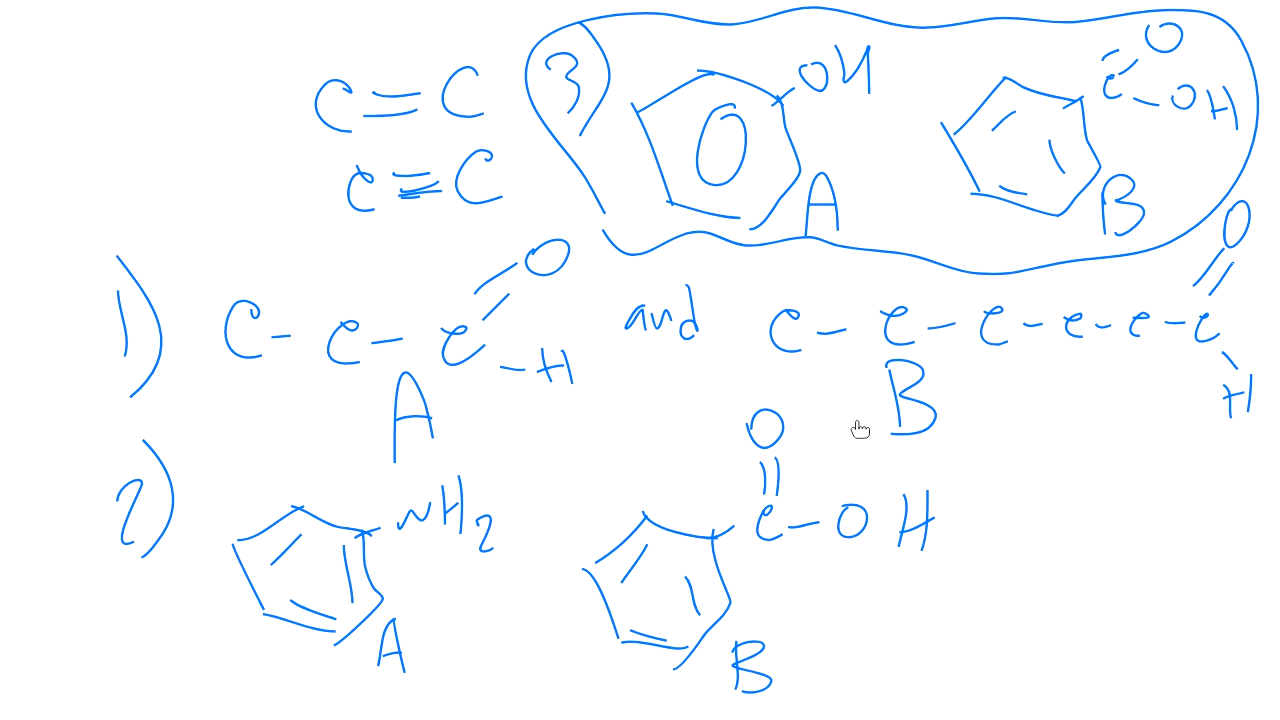 C = C
C ≡ C
3) OH A
C O OH B
1) C - C - C = O - H A and C - C - C - C - C - C = O H B
2) NH2 A
O = C - OH B